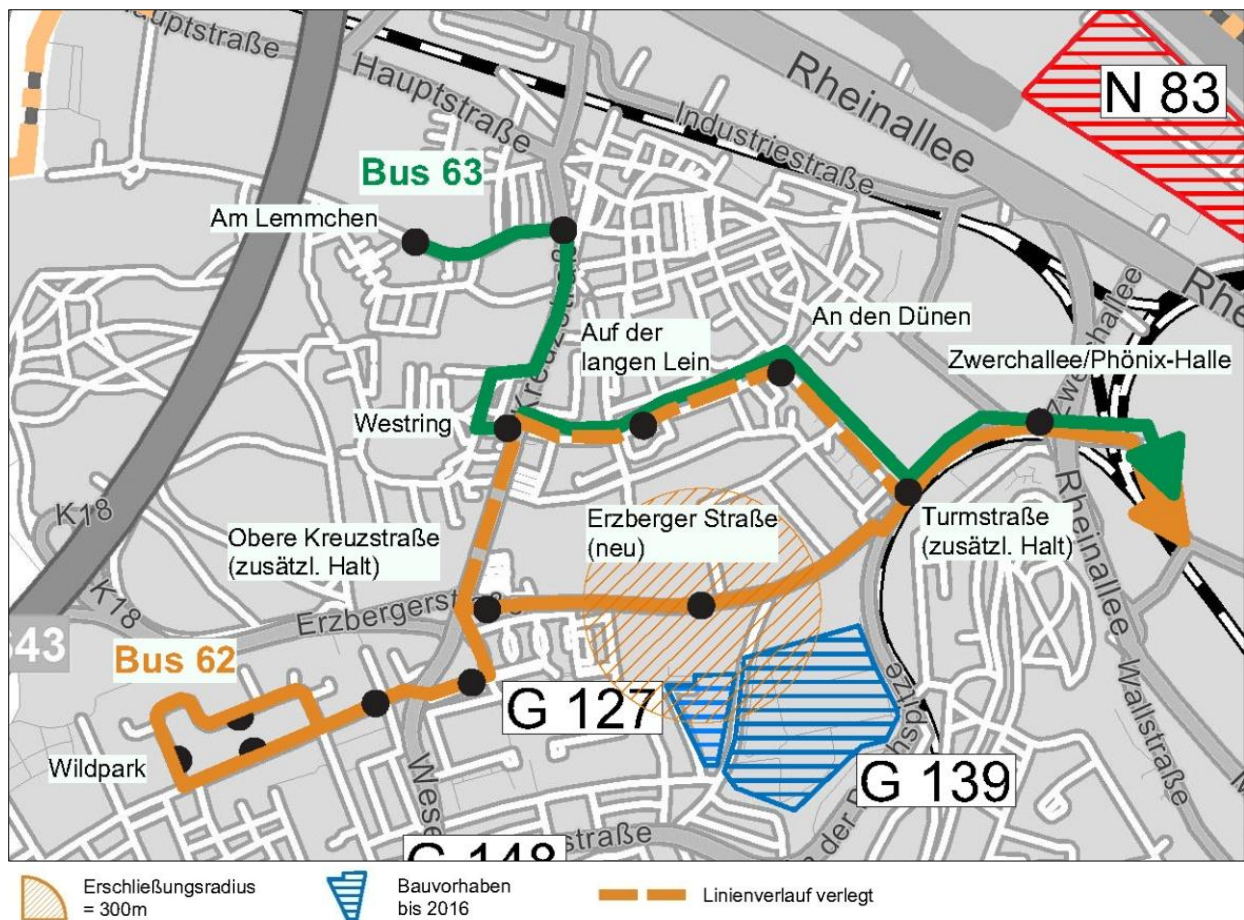 Hauptstraße
Rheinallee
N 83
Industriestraße
Bus 63
Am Lemmchen
Kreuzstraße
An den Dünen
Auf der
langen Lein
Zwerchallee
Zwerchallee/Phönix-Halle
Westring
K18
Rheinallee
Erzberger Straße
(neu)
Turmstraße
(zusätzl. Halt)
Obere Kreuzstraße
(zusätzl. Halt)
K18
Erzbergerstraße
643
Bus 62
G 127
Wallstraße
Wildpark
G 139
G 148
Erschließungsradius
= 300m
Bauvorhaben
bis 2016
Linienverlauf verlegt